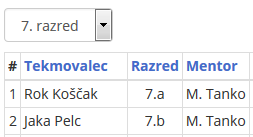 7. razred
# Tekmovalec Razred Mentor
1 Rok Koščak 7.a M. Tanko
2 Jaka Pelc 7.b M. Tanko